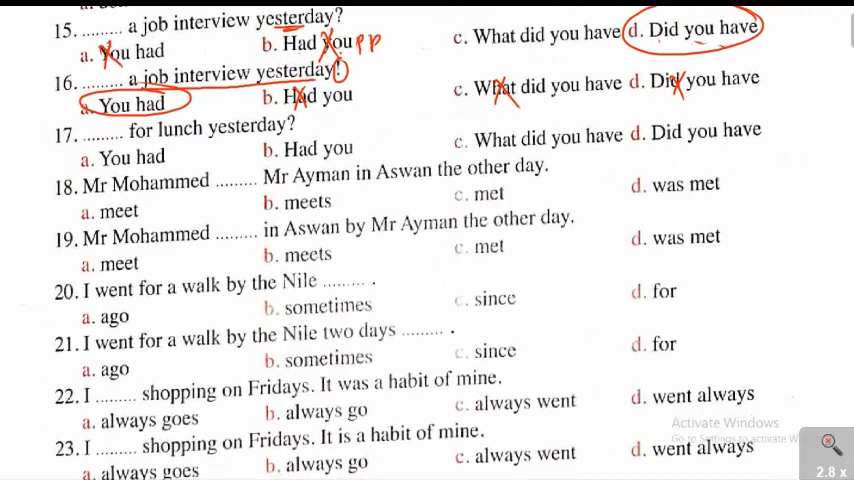 15. ......... a job interview yesterday?
a. You had b. Had you PP c. What did you have d. Did you have
16. ......... a job interview yesterday!
a. You had b. Had you c. What did you have d. Did you have
17. ......... for lunch yesterday?
a. You had b. Had you c. What did you have d. Did you have
18. Mr Mohammed ......... Mr Ayman in Aswan the other day.
a. meet b. meets c. met d. was met
19. Mr Mohammed ......... in Aswan by Mr Ayman the other day.
a. meet b. meets c. met d. was met
20. I went for a walk by the Nile ......... .
a. ago b. sometimes c. since d. for
21. I went for a walk by the Nile two days ......... .
a. ago b. sometimes c. since d. for
22. I ......... shopping on Fridays. It was a habit of mine.
a. always goes b. always go c. always went d. went always
Activate Windows
23. I ......... shopping on Fridays. It is a habit of mine.
Go to Settings to activate W
a. always goes b. always go c. always went d. went always
2.8 x